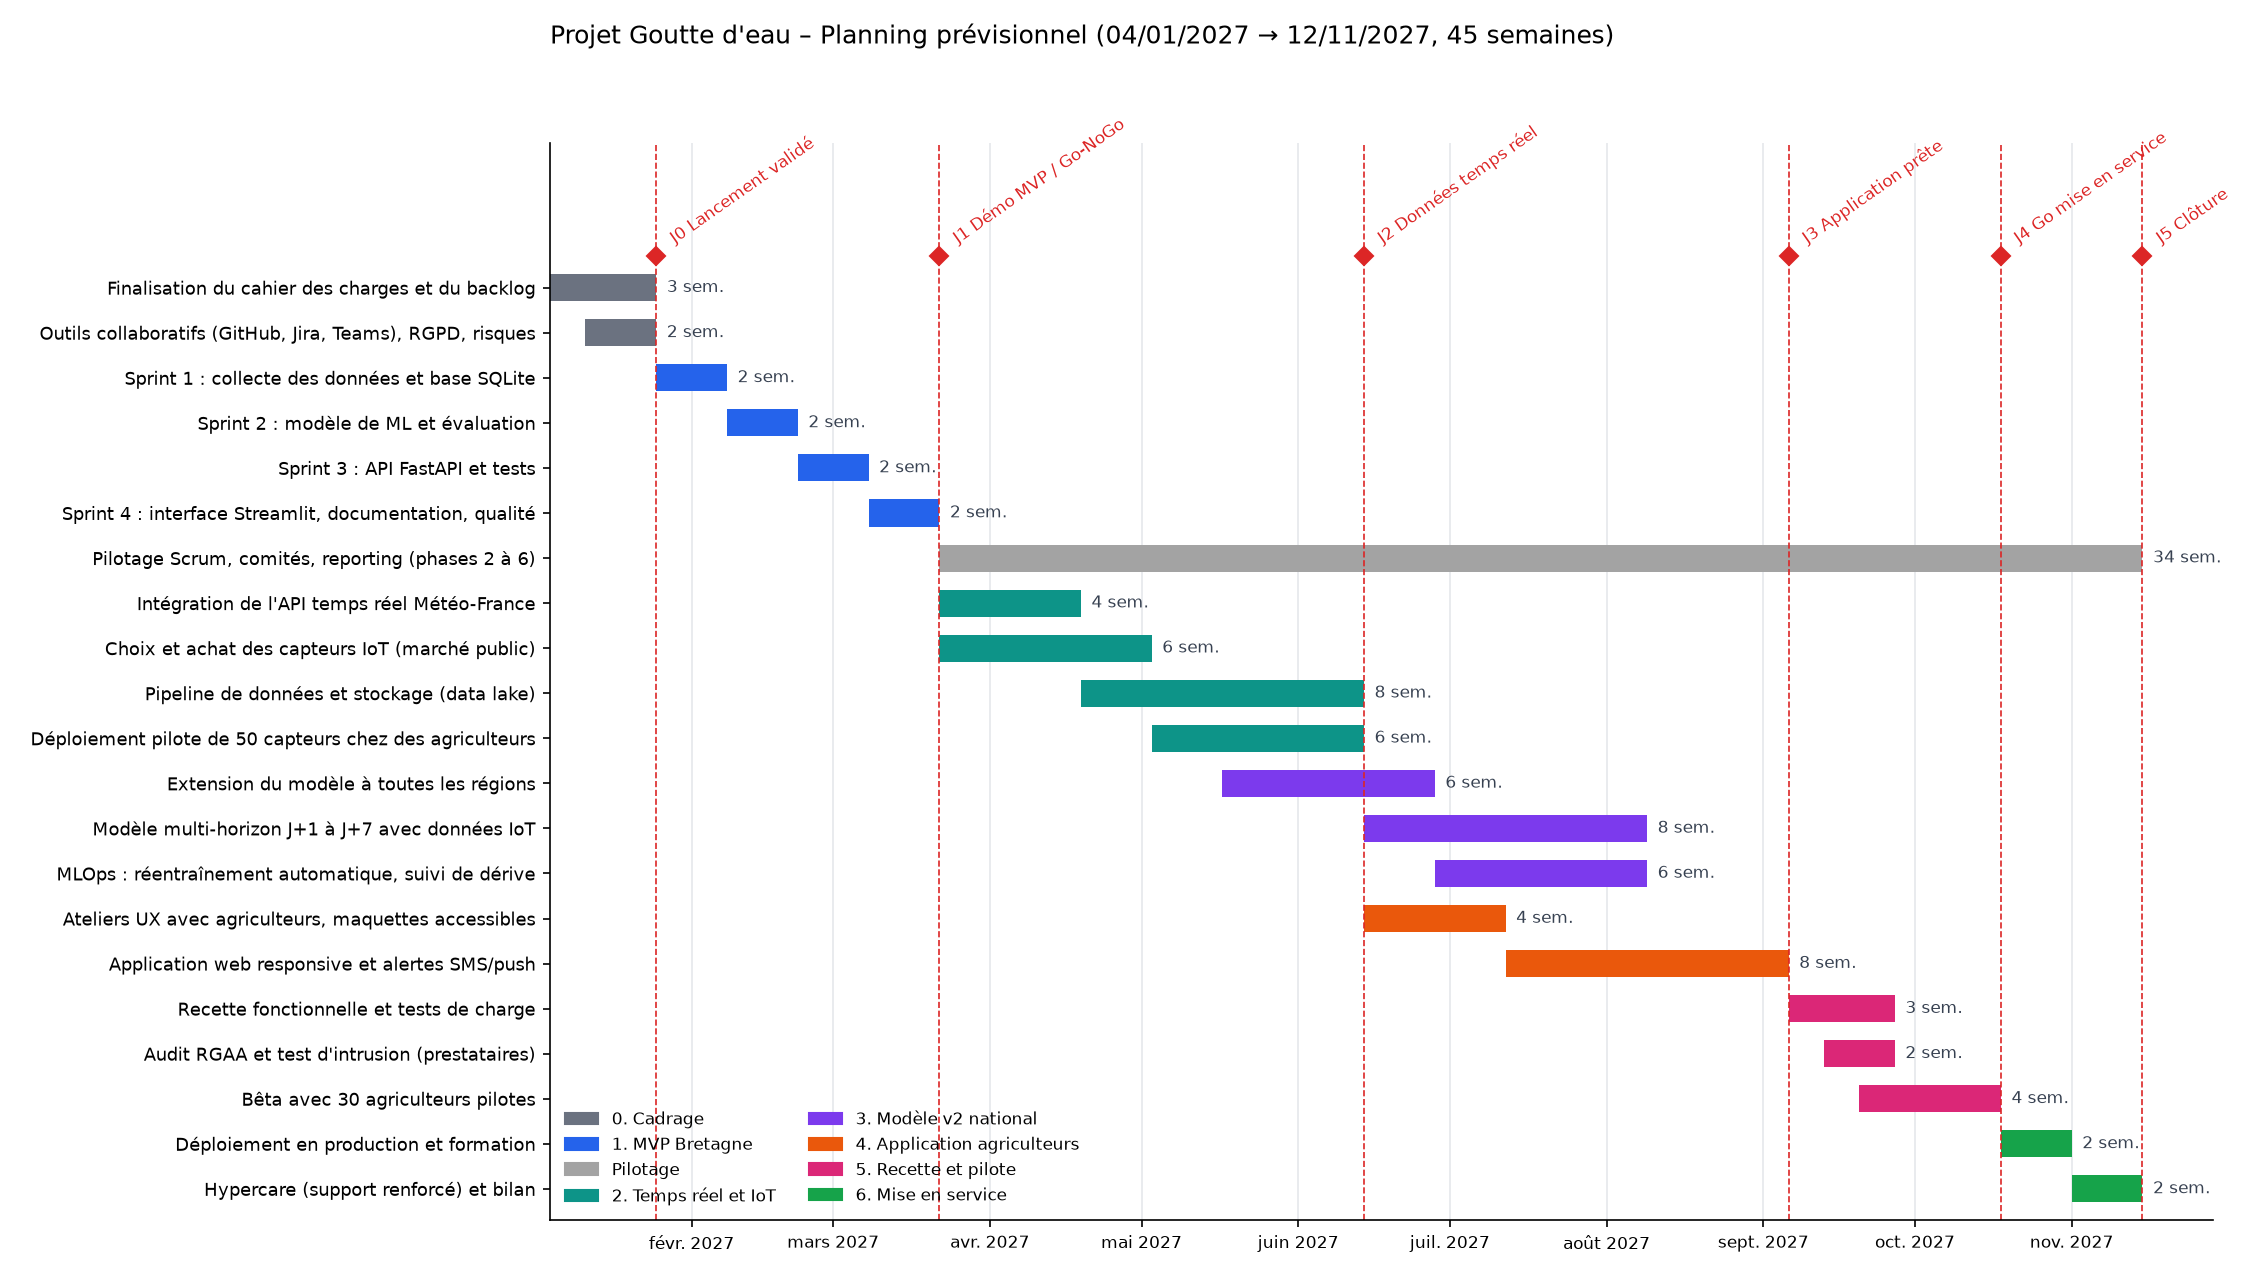 Projet Goutte d'eau – Planning prévisionnel (04/01/2027 → 12/11/2027, 45 semaines)
J0 Lancement validé
J1 Démo MVP / Go-NoGo
J2 Données temps réel
J3 Application prête
J4 Go mise en service
J5 Clôture
Finalisation du cahier des charges et du backlog 3 sem.
Outils collaboratifs (GitHub, Jira, Teams), RGPD, risques 2 sem.
Sprint 1 : collecte des données et base SQLite 2 sem.
Sprint 2 : modèle de ML et évaluation 2 sem.
Sprint 3 : API FastAPI et tests 2 sem.
Sprint 4 : interface Streamlit, documentation, qualité 2 sem.
Pilotage Scrum, comités, reporting (phases 2 à 6) 34 sem.
Intégration de l'API temps réel Météo-France 4 sem.
Choix et achat des capteurs IoT (marché public) 6 sem.
Pipeline de données et stockage (data lake) 8 sem.
Déploiement pilote de 50 capteurs chez des agriculteurs 6 sem.
Extension du modèle à toutes les régions 6 sem.
Modèle multi-horizon J+1 à J+7 avec données IoT 8 sem.
MLOps : réentraînement automatique, suivi de dérive 6 sem.
Ateliers UX avec agriculteurs, maquettes accessibles 4 sem.
Application web responsive et alertes SMS/push 8 sem.
Recette fonctionnelle et tests de charge 3 sem.
Audit RGAA et test d'intrusion (prestataires) 2 sem.
Bêta avec 30 agriculteurs pilotes 4 sem.
Déploiement en production et formation 2 sem.
Hypercare (support renforcé) et bilan 2 sem.
0. Cadrage
1. MVP Bretagne
Pilotage
2. Temps réel et IoT
3. Modèle v2 national
4. Application agriculteurs
5. Recette et pilote
6. Mise en service
févr. 2027 mars 2027 avr. 2027 mai 2027 juin 2027 juil. 2027 août 2027 sept. 2027 oct. 2027 nov. 2027